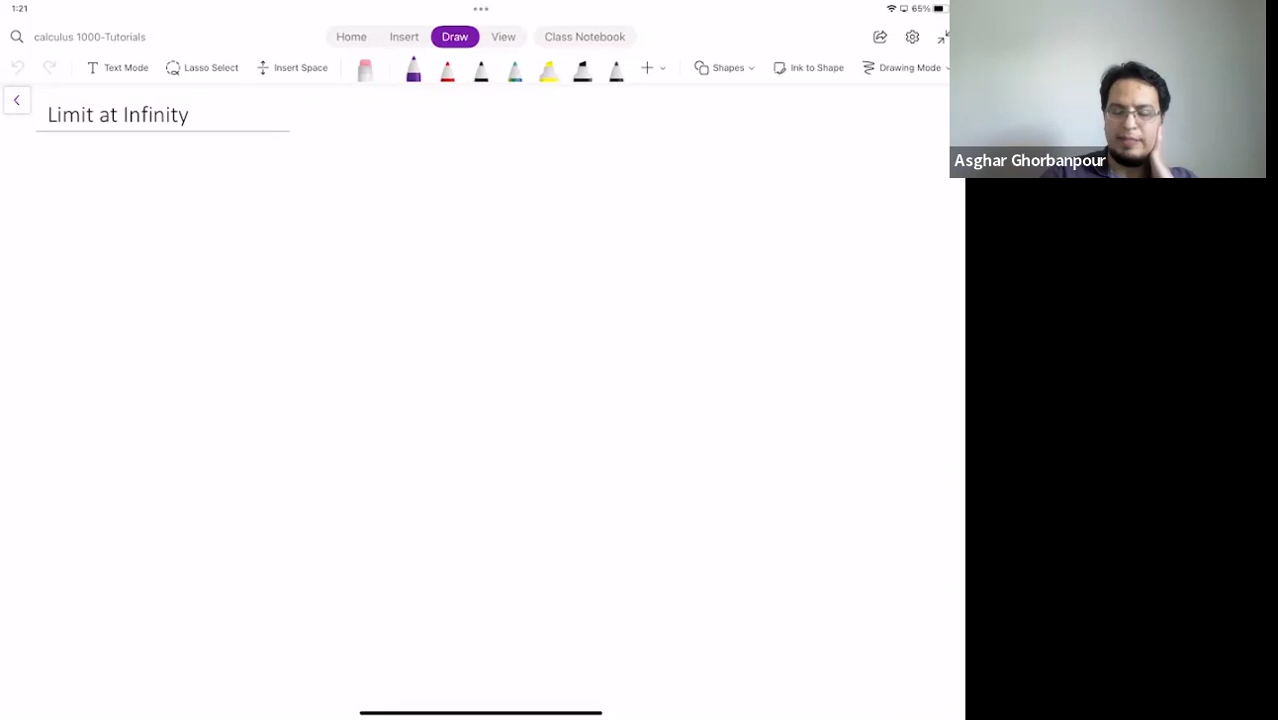 1:21
65%
calculus 1000-Tutorials
Home Insert Draw View Class Notebook
Text Mode Lasso Select Insert Space Shapes Ink to Shape Drawing Mode
Limit at Infinity
Asghar Ghorbanpour